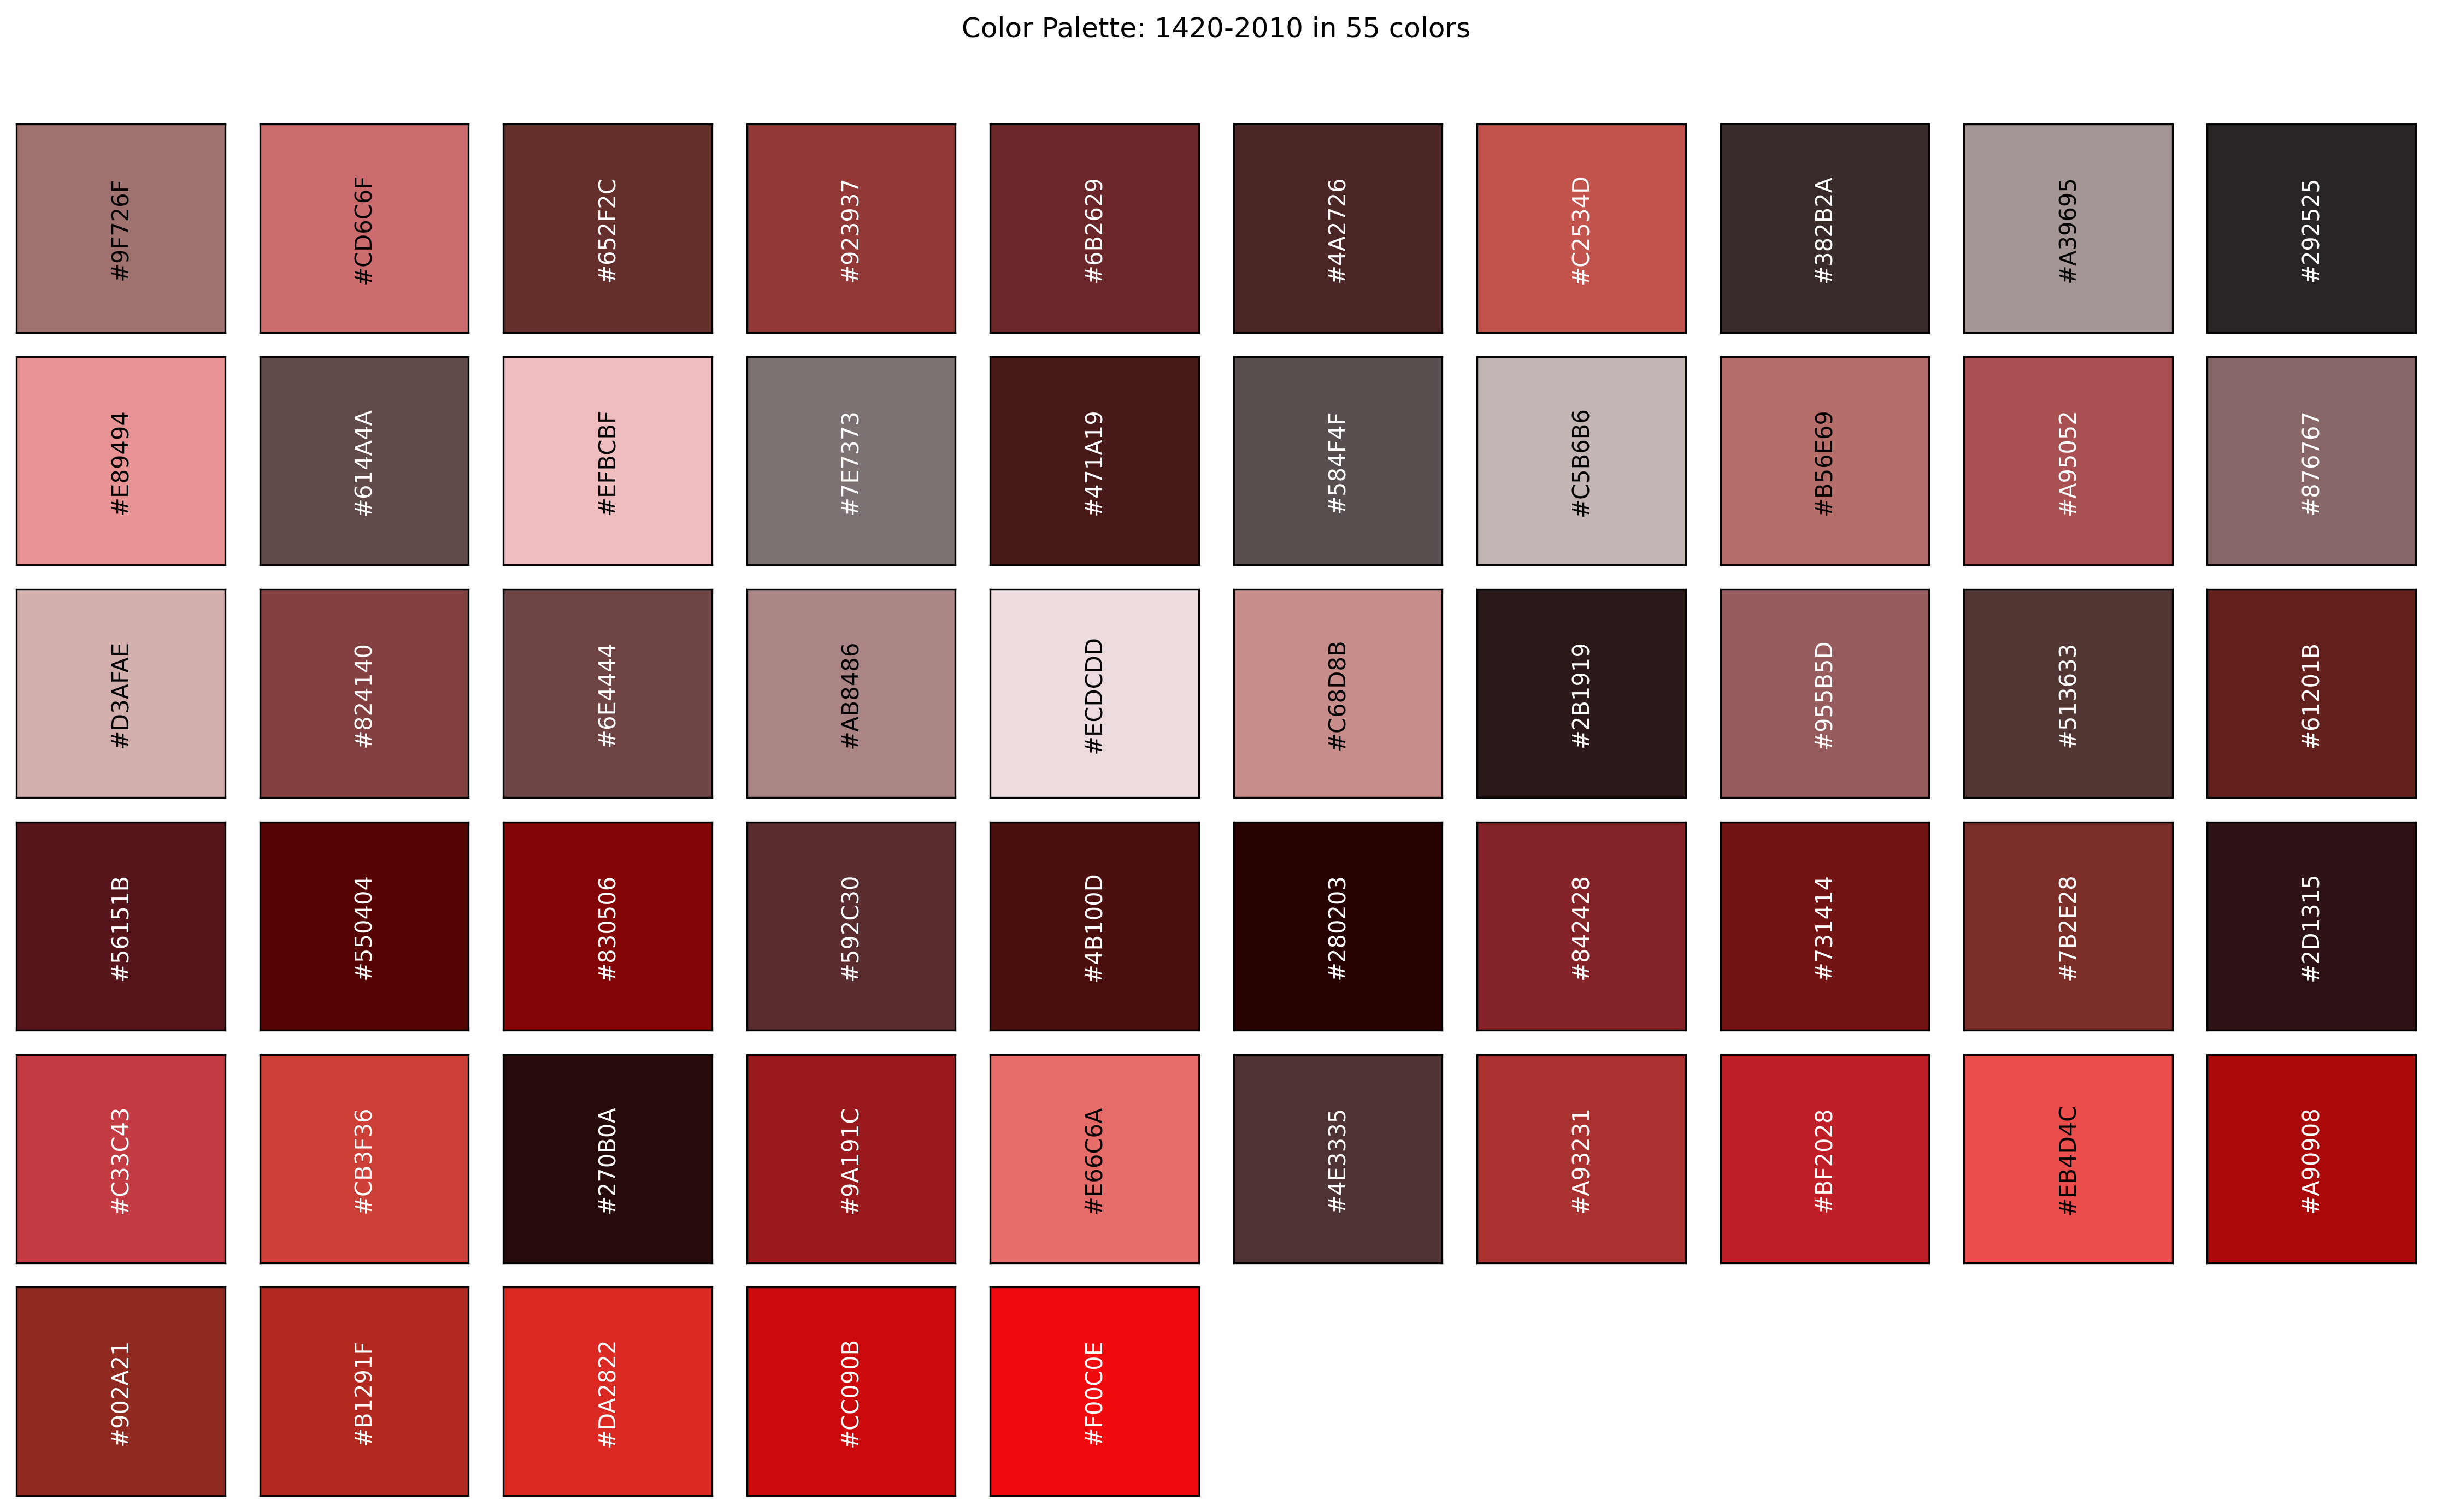 Color Palette: 1420-2010 in 55 colors
#9F726F
#CD6C6F
#652F2C
#923937
#6B2629
#4A2726
#C2534D
#382B2A
#A39695
#292525
#E89494
#614A4A
#EFBCBF
#7E7373
#471A19
#584F4F
#C5B6B6
#B56E69
#A95052
#876767
#D3AFAE
#824140
#6E4444
#AB8486
#ECDCDD
#C68D8B
#2B1919
#955B5D
#513633
#61201B
#56151B
#550404
#830506
#592C30
#4B100D
#280203
#842428
#731414
#7B2E28
#2D1315
#C33C43
#CB3F36
#270B0A
#9A191C
#E66C6A
#4E3335
#A93231
#BF2028
#EB4D4C
#A90908
#902A21
#B1291F
#DA2822
#CC090B
#F00C0E